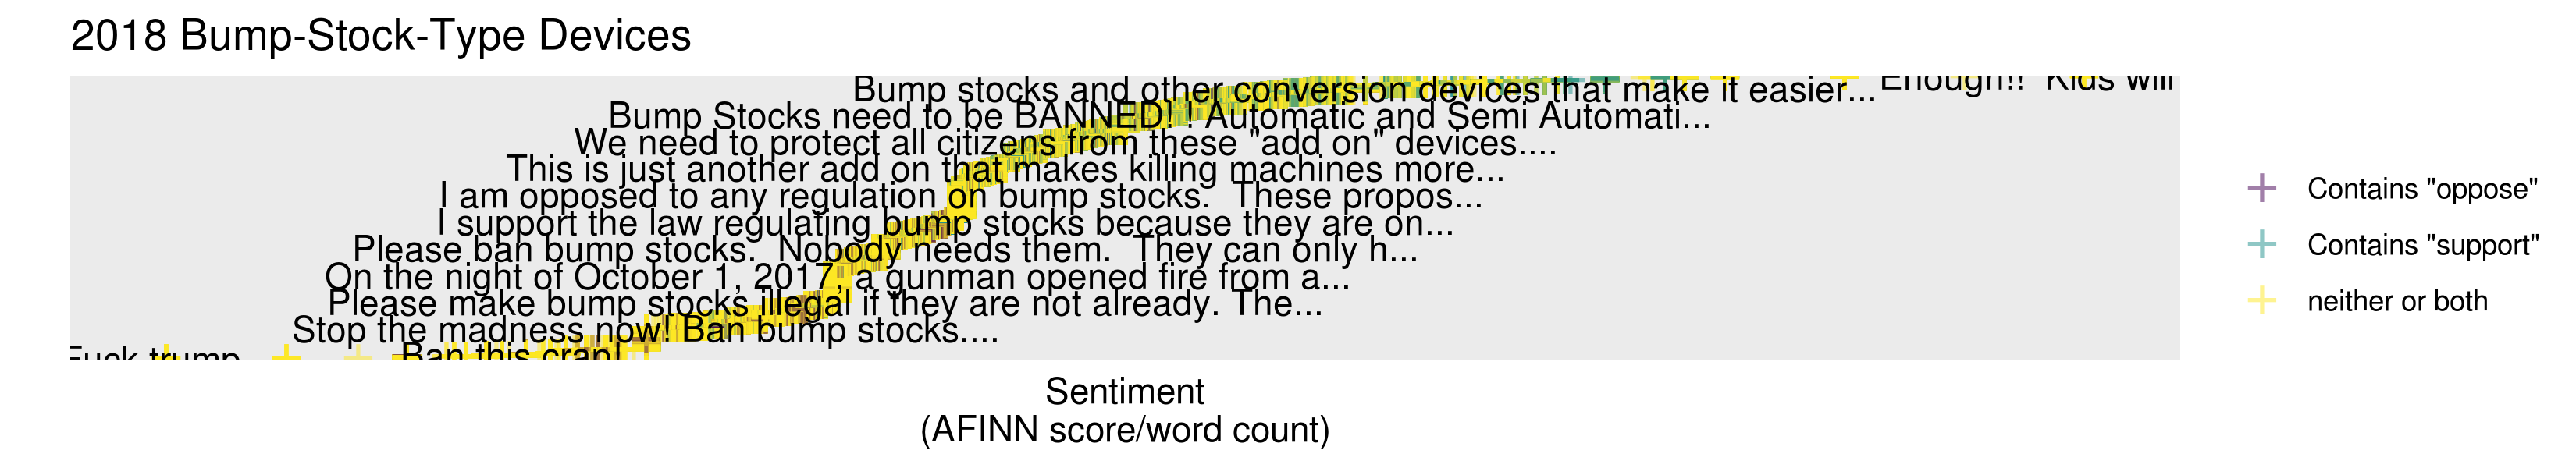 2018 Bump-Stock-Type Devices
Bump stocks and other conversion devices that make it easier...
Enough!!  Kids will
Bump Stocks need to be BANNED! ! Automatic and Semi Automati...
We need to protect all citizens from these "add on" devices....
This is just another add on that makes killing machines more...
I am opposed to any regulation on bump stocks.  These propos...
I support the law regulating bump stocks because they are on...
Please ban bump stocks.  Nobody needs them.  They can only h...
On the night of October 1, 2017, a gunman opened fire from a...
Please make bump stocks illegal if they are not already. The...
Stop the madness now! Ban bump stocks....
Fuck trump
Ban this crap!
Sentiment
(AFINN score/word count)
Contains "oppose"
Contains "support"
neither or both